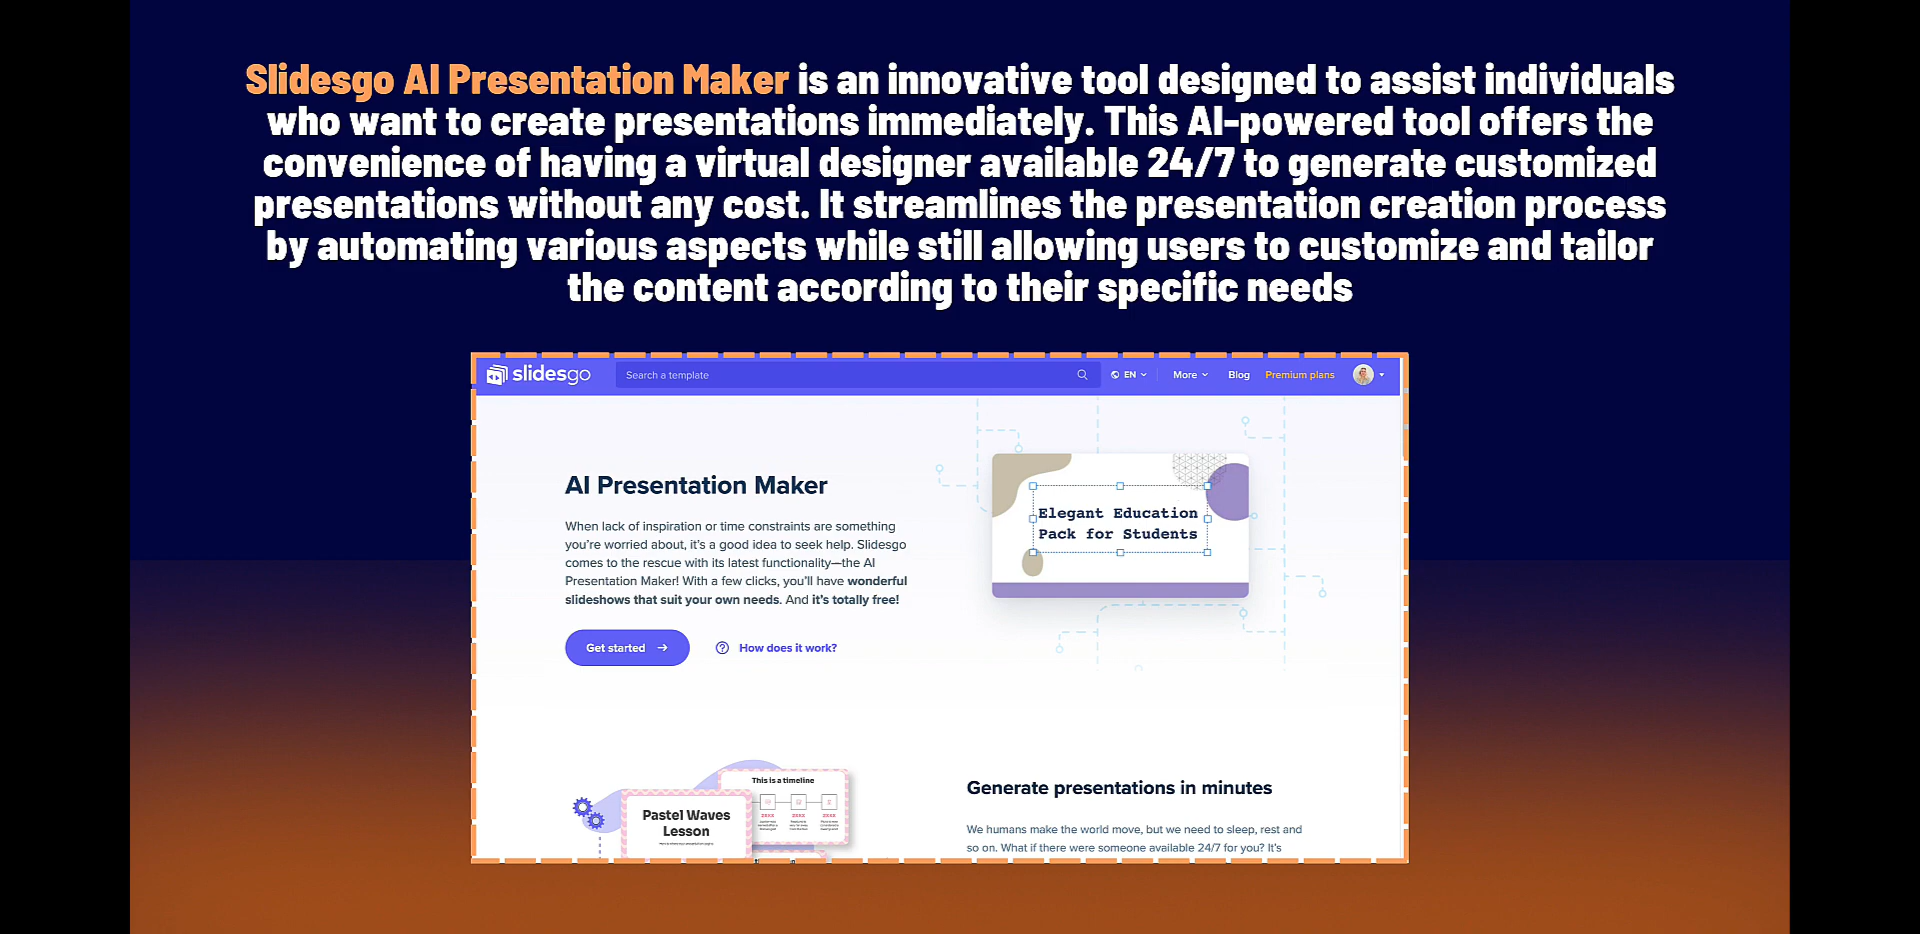 Slidesgo AI Presentation Maker is an innovative tool designed to assist individuals
who want to create presentations immediately. This AI-powered tool offers the
convenience of having a virtual designer available 24/7 to generate customized
presentations without any cost. It streamlines the presentation creation process
by automating various aspects while still allowing users to customize and tailor
the content according to their specific needs
slidesgo
Search a template
EN
More
Blog
Premium plans
AI Presentation Maker
When lack of inspiration or time constraints are something
you're worried about, it's a good idea to seek help. Slidesgo
comes to the rescue with its latest functionality—the AI
Presentation Maker! With a few clicks, you'll have wonderful
slideshows that suit your own needs. And it's totally free!
Get started
How does it work?
Elegant Education
Pack for Students
This is a timeline
Pastel Waves
Lesson
Generate presentations in minutes
We humans make the world move, but we need to sleep, rest and
so on. What if there were someone available 24/7 for you? It's